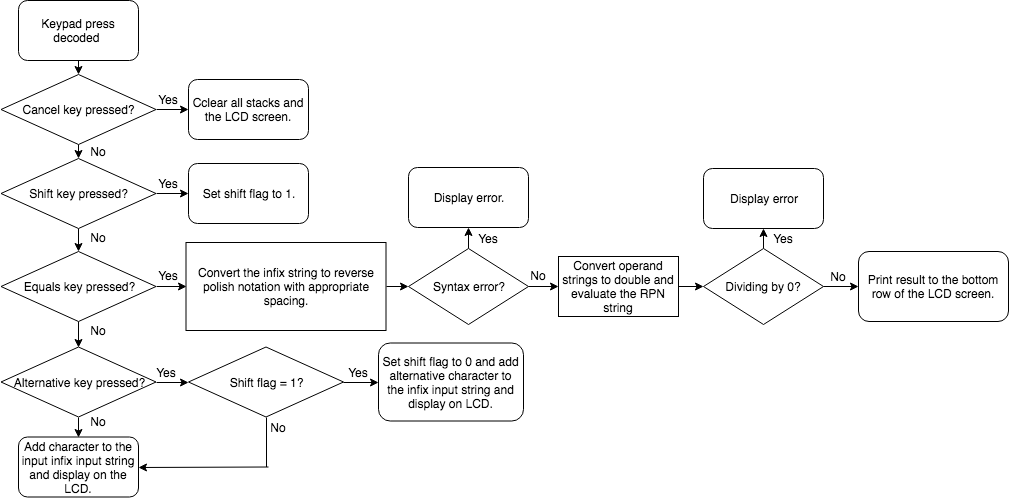 Keypad press
decoded
Cancel key pressed?
Yes
Cclear all stacks and
the LCD screen.
No
Shift key pressed?
Yes
Set shift flag to 1.
No
Equals key pressed?
Yes
Convert the infix string to reverse
polish notation with appropriate
spacing.
Syntax error?
Yes
Display error.
No
Convert operand
strings to double and
evaluate the RPN
string
Dividing by 0?
Yes
Display error
No
Print result to the bottom
row of the LCD screen.
No
Alternative key pressed?
Yes
Shift flag = 1?
Yes
Set shift flag to 0 and add
alternative character to
the infix input string and
display on LCD.
No
No
Add character to the
input infix input string
and display on the
LCD.